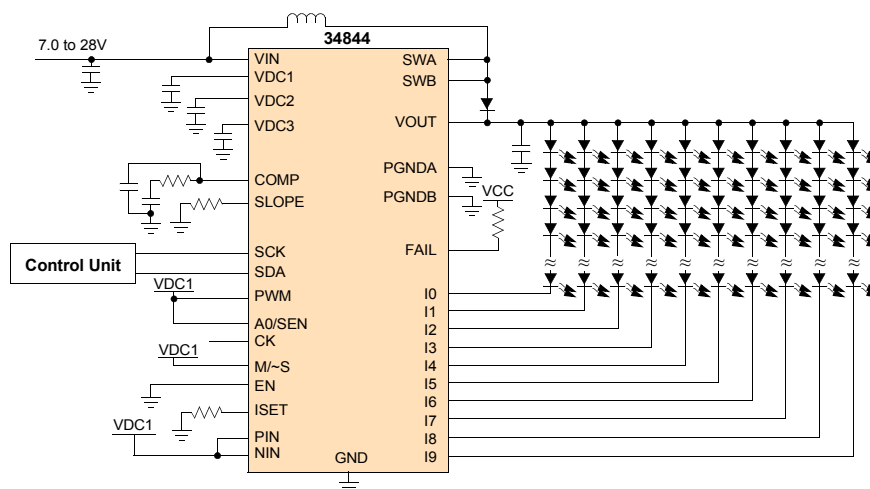 7.0 to 28V
34844
VIN
VDC1
VDC2
VDC3
COMP
SLOPE
SCK
SDA
PWM
A0/SEN
CK
M/~S
EN
ISET
PIN
NIN
GND
SWA
SWB
VOUT
PGNDA
PGNDB
FAIL
I0
I1
I2
I3
I4
I5
I6
I7
I8
I9
VCC
Control Unit
VDC1
VDC1
VDC1